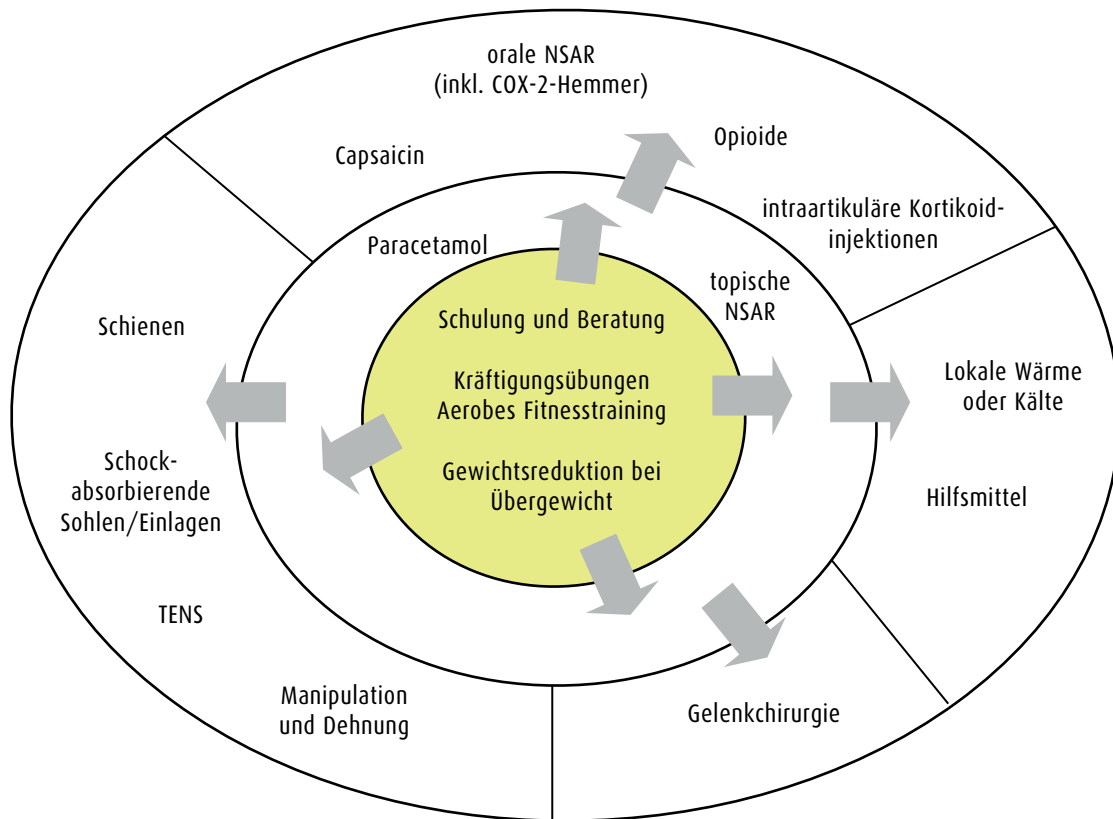 orale NSAR
(inkl. COX-2-Hemmer)
Opioide
Capsaicin
intraartikuläre Kortikoid-
injektionen
Paracetamol
topische
NSAR
Schulung und Beratung
Schienen
Kräftigungsübungen
Aerobes Fitnesstraining
Lokale Wärme
oder Kälte
Schock-
absorbierende
Sohlen/Einlagen
Gewichtsreduktion bei
Übergewicht
Hilfsmittel
TENS
Manipulation
und Dehnung
Gelenkchirurgie